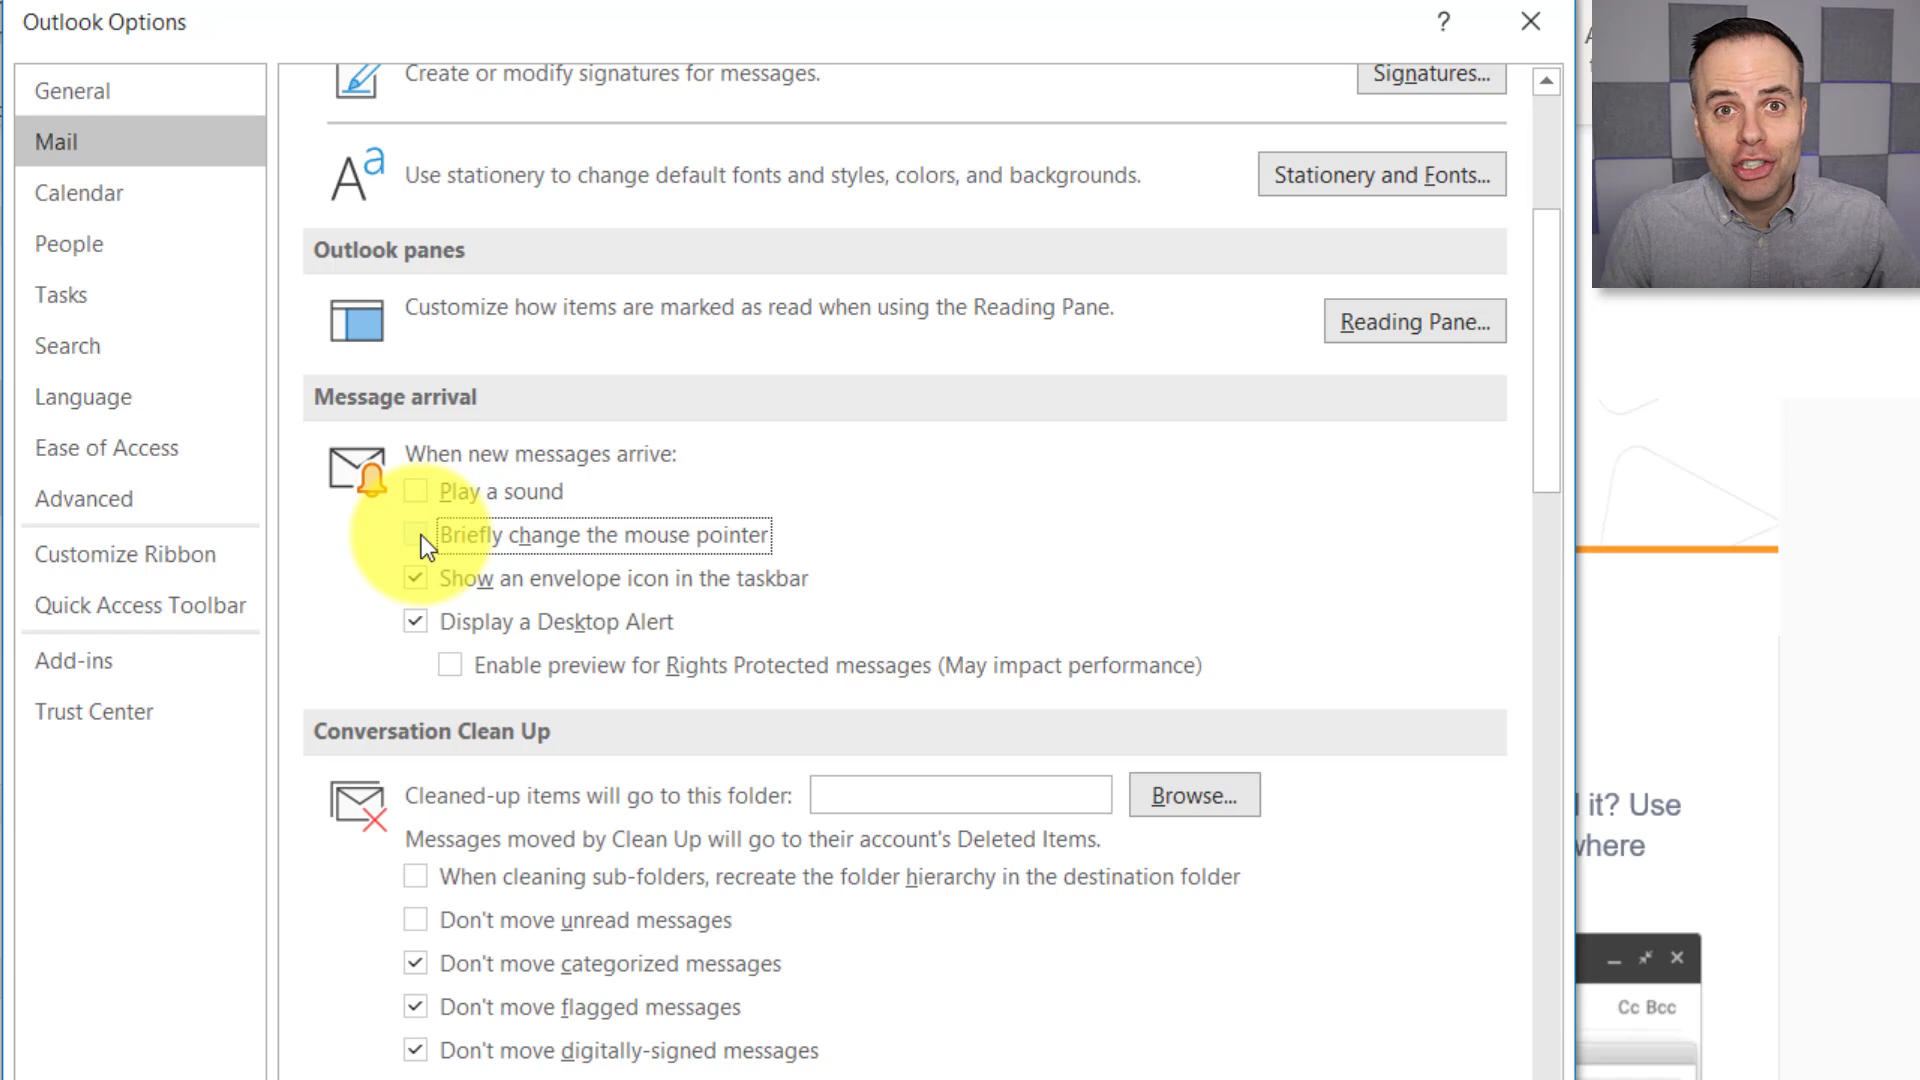 Outlook Options
?
General
Mail
Calendar
People
Tasks
Search
Language
Ease of Access
Advanced
Customize Ribbon
Quick Access Toolbar
Add-ins
Trust Center
Create or modify signatures for messages.
Signatures...
Use stationery to change default fonts and styles, colors, and backgrounds.
Stationery and Fonts...
Outlook panes
Customize how items are marked as read when using the Reading Pane.
Reading Pane...
Message arrival
When new messages arrive:
Play a sound
Briefly change the mouse pointer
Show an envelope icon in the taskbar
Display a Desktop Alert
Enable preview for Rights Protected messages (May impact performance)
Conversation Clean Up
Cleaned-up items will go to this folder:
Browse...
Messages moved by Clean Up will go to their account's Deleted Items.
When cleaning sub-folders, recreate the folder hierarchy in the destination folder
Don't move unread messages
Don't move categorized messages
Don't move flagged messages
Don't move digitally-signed messages
it? Use
where
Cc Bcc